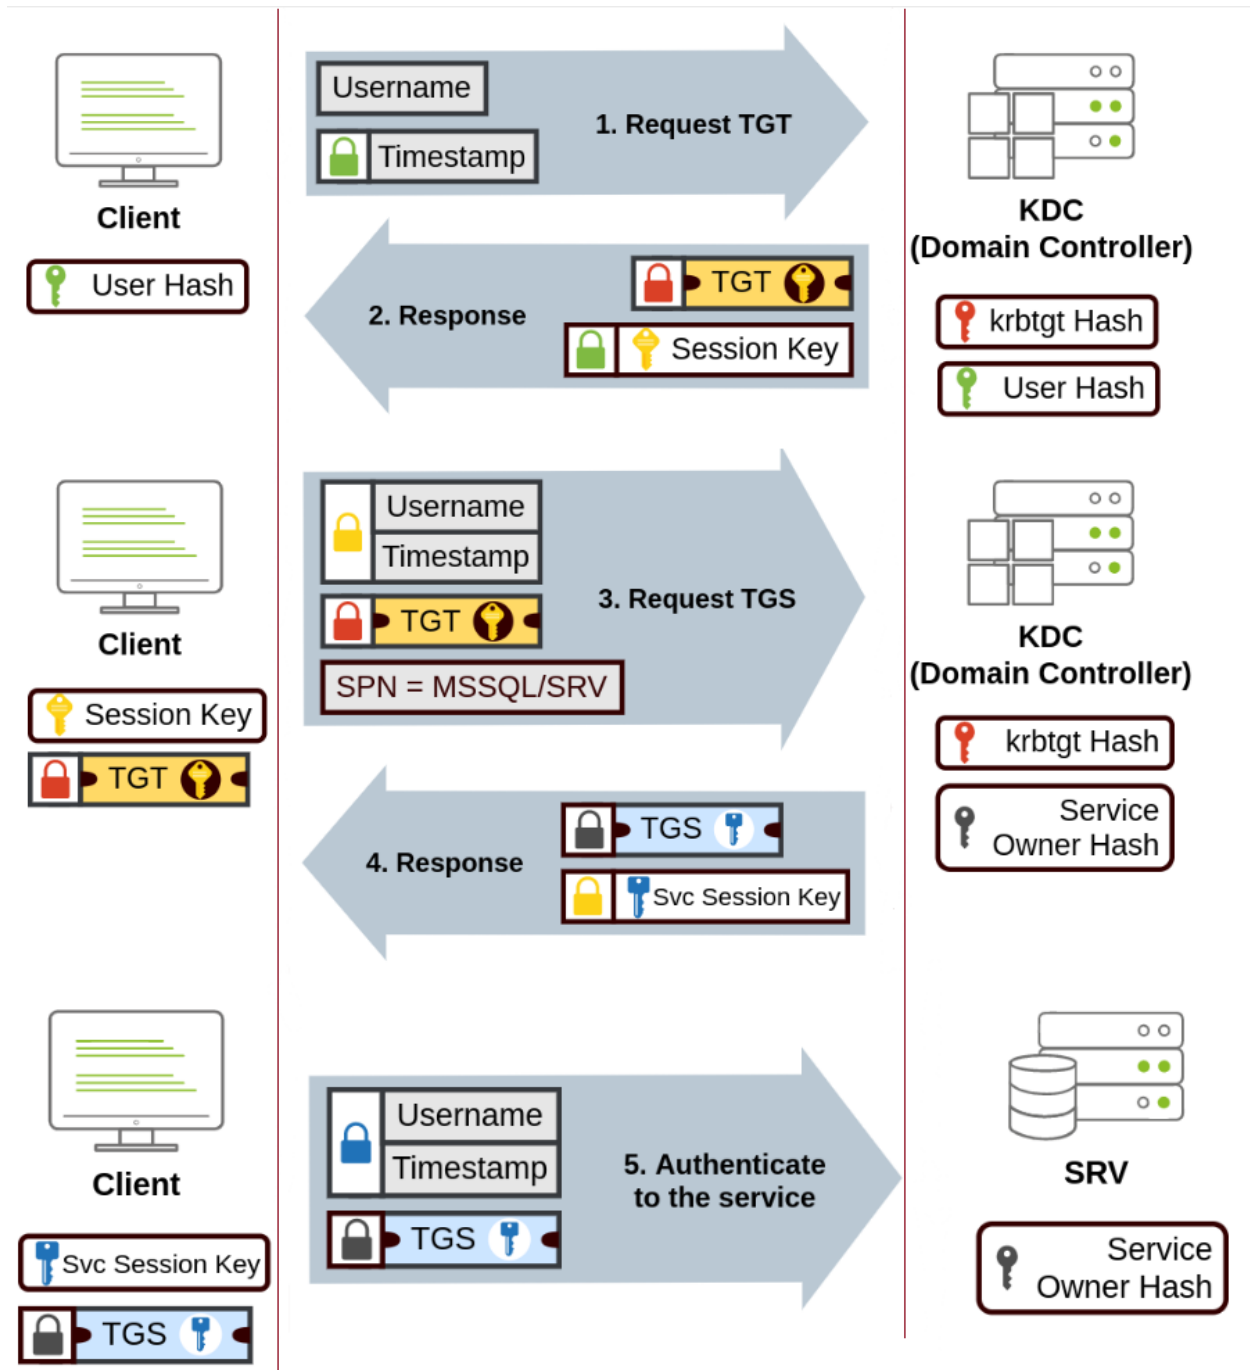 Username
Timestamp
1. Request TGT
Client
User Hash
KDC
(Domain Controller)
krbtgt Hash
User Hash
2. Response
TGT
Session Key
Username
Timestamp
TGT
SPN = MSSQL/SRV
3. Request TGS
Client
Session Key
TGT
KDC
(Domain Controller)
krbtgt Hash
Service
Owner Hash
4. Response
TGS
Svc Session Key
Username
Timestamp
TGS
5. Authenticate
to the service
Client
Svc Session Key
TGS
SRV
Service
Owner Hash